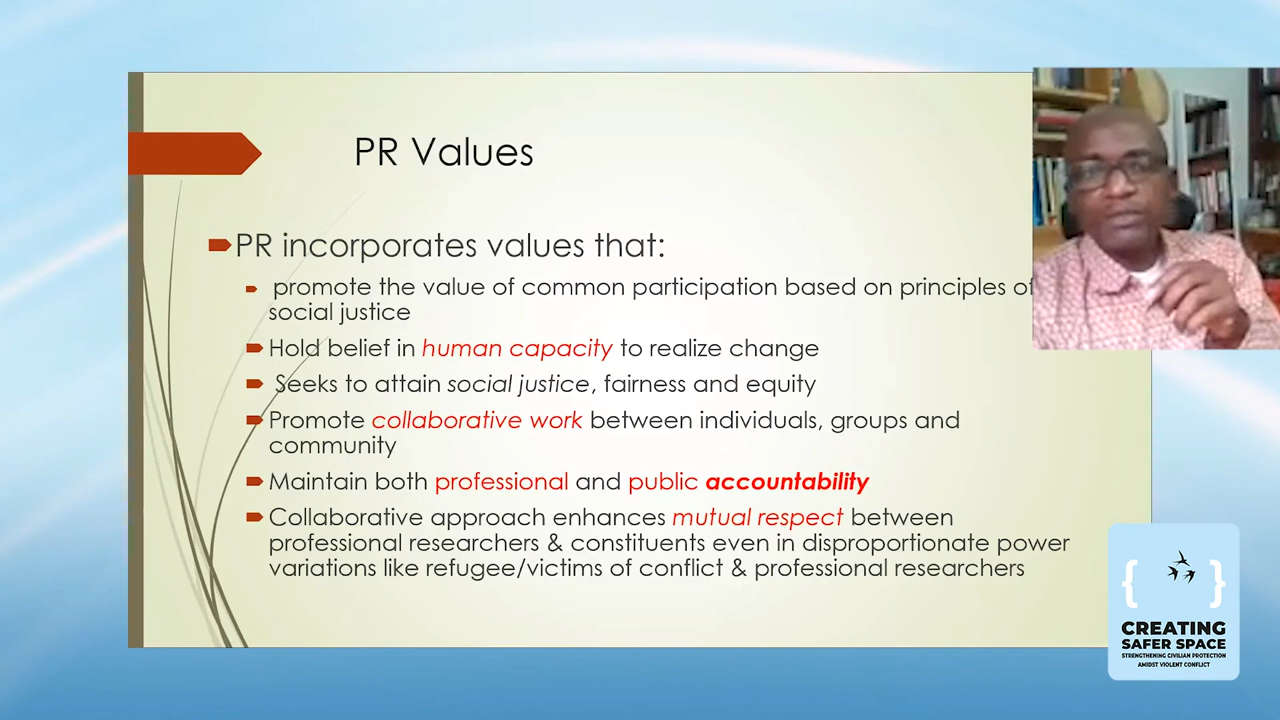 PR Values
PR incorporates values that:
promote the value of common participation based on principles of
social justice
Hold belief in human capacity to realize change
Seeks to attain social justice, fairness and equity
Promote collaborative work between individuals, groups and
community
Maintain both professional and public accountability
Collaborative approach enhances mutual respect between
professional researchers & constituents even in disproportionate power
variations like refugee/victims of conflict & professional researchers
CREATING
SAFER SPACE
STRENGTHENING CIVILIAN PROTECTION
AMIDST VIOLENT CONFLICT